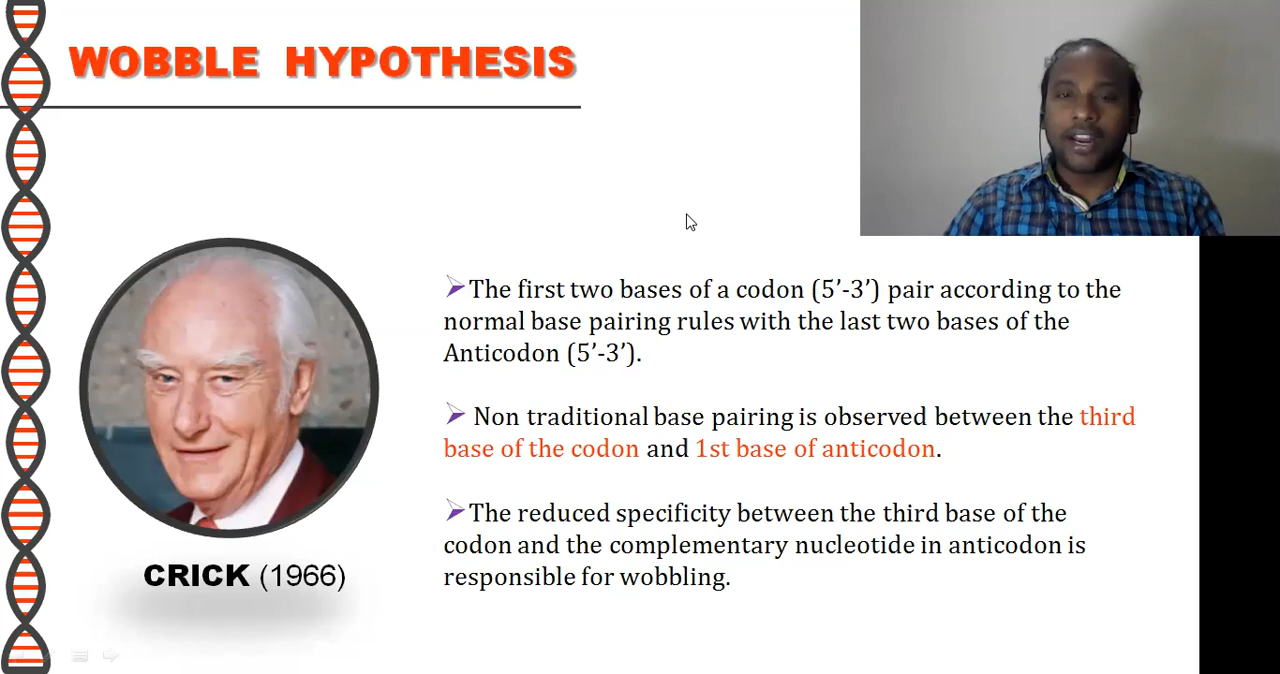 WOBBLE HYPOTHESIS
➢The first two bases of a codon (5’-3’) pair according to the
normal base pairing rules with the last two bases of the
Anticodon (5’-3’).
➢ Non traditional base pairing is observed between the third
base of the codon and 1st base of anticodon.
➢The reduced specificity between the third base of the
codon and the complementary nucleotide in anticodon is
responsible for wobbling.
CRICK (1966)